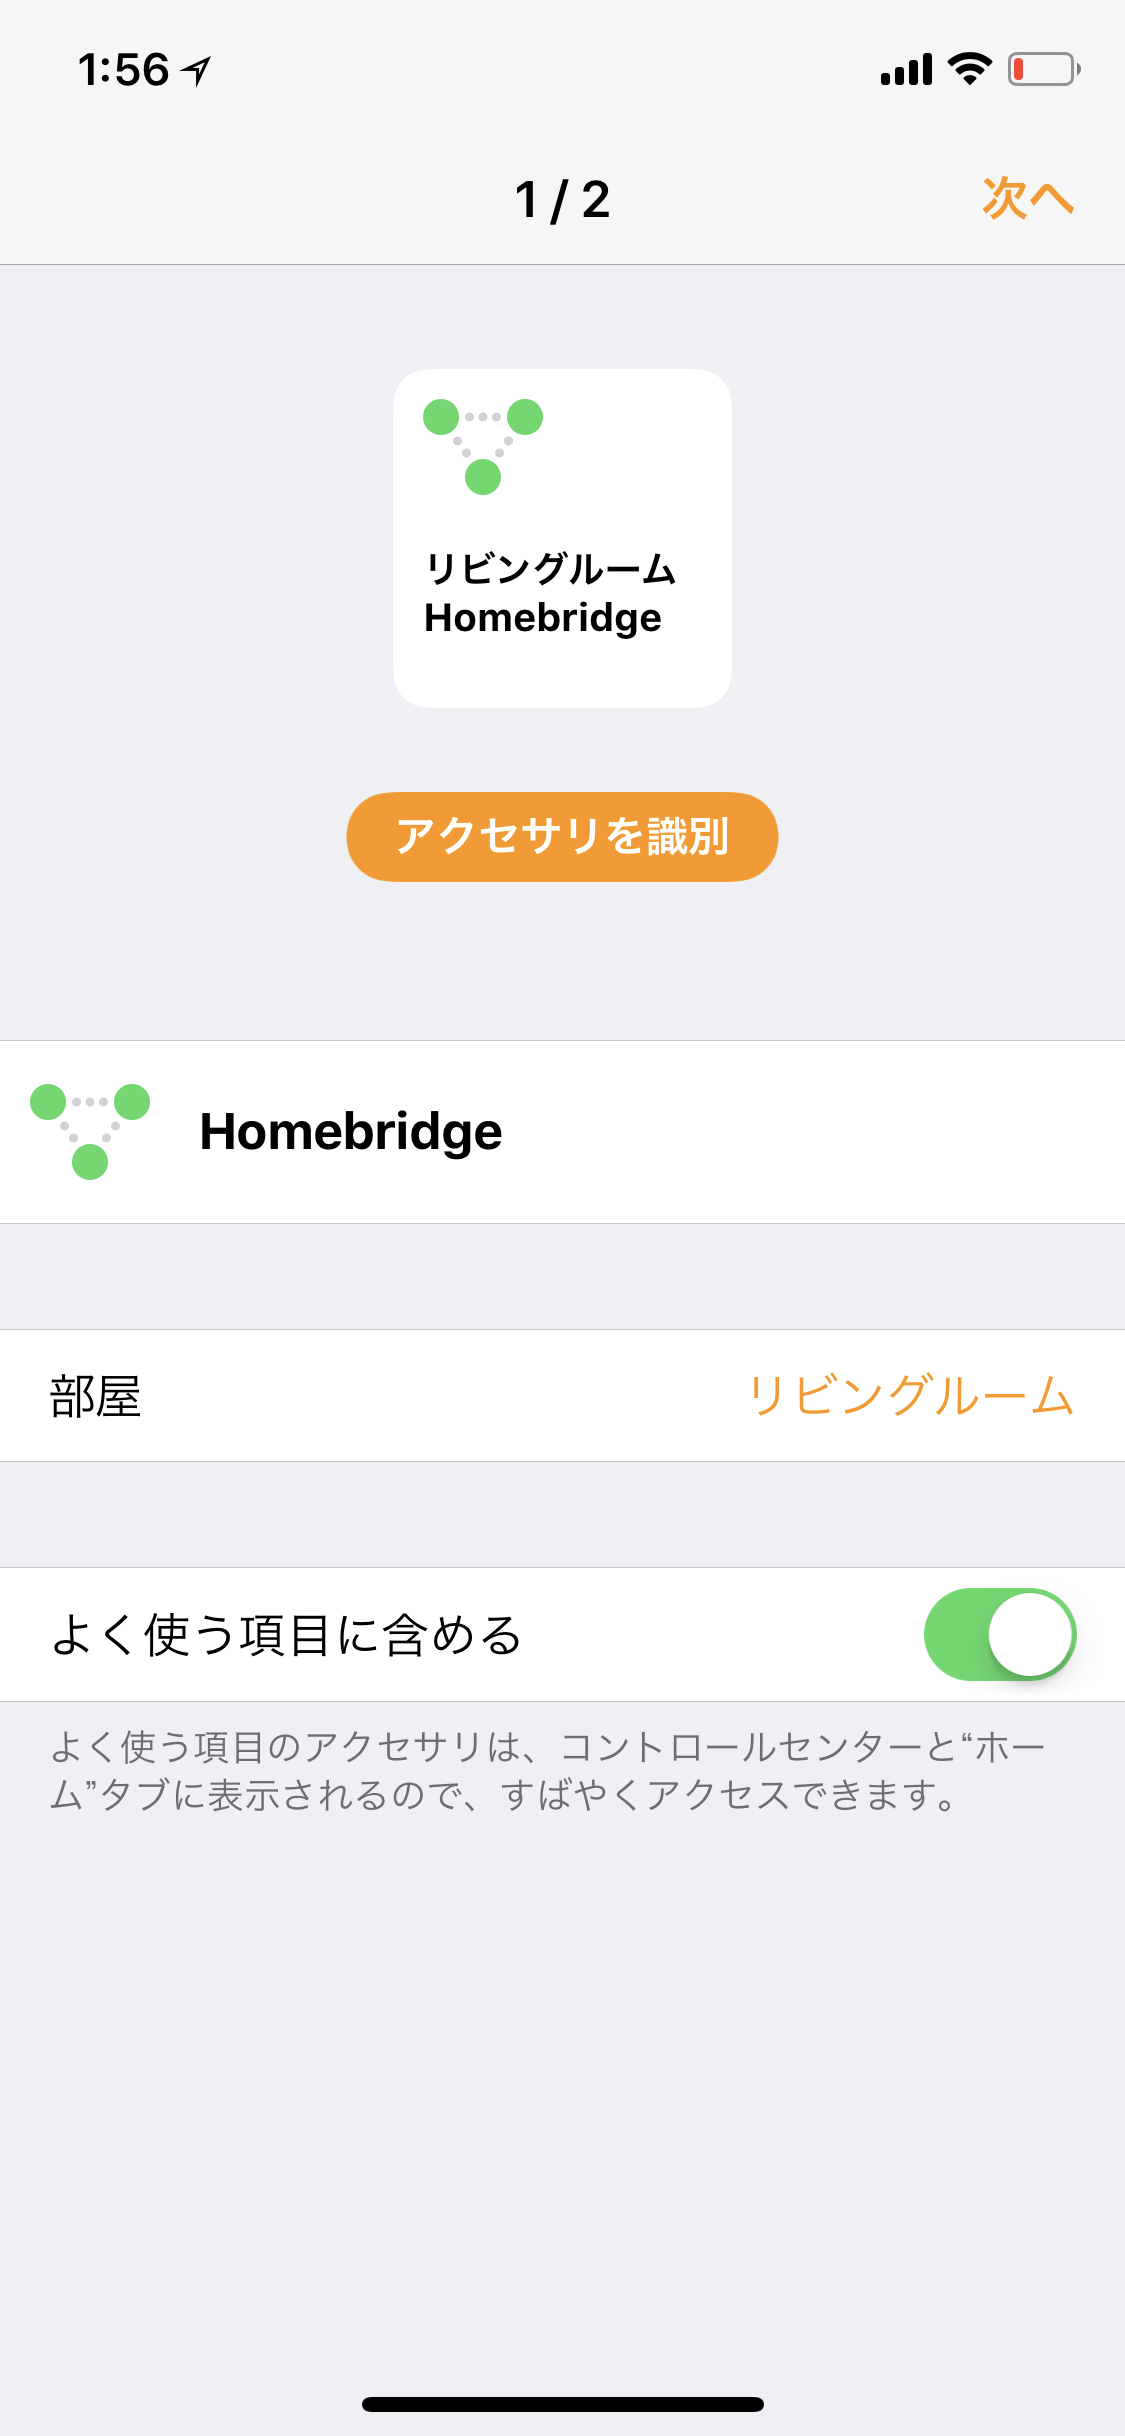 1:56
1 / 2
次へ
リビングルーム
Homebridge
アクセサリを識別
Homebridge
部屋
リビングルーム
よく使う項目に含める
よく使う項目のアクセサリは、コントロールセンターと“ホー
ム”タブに表示されるので、すばやくアクセスできます。